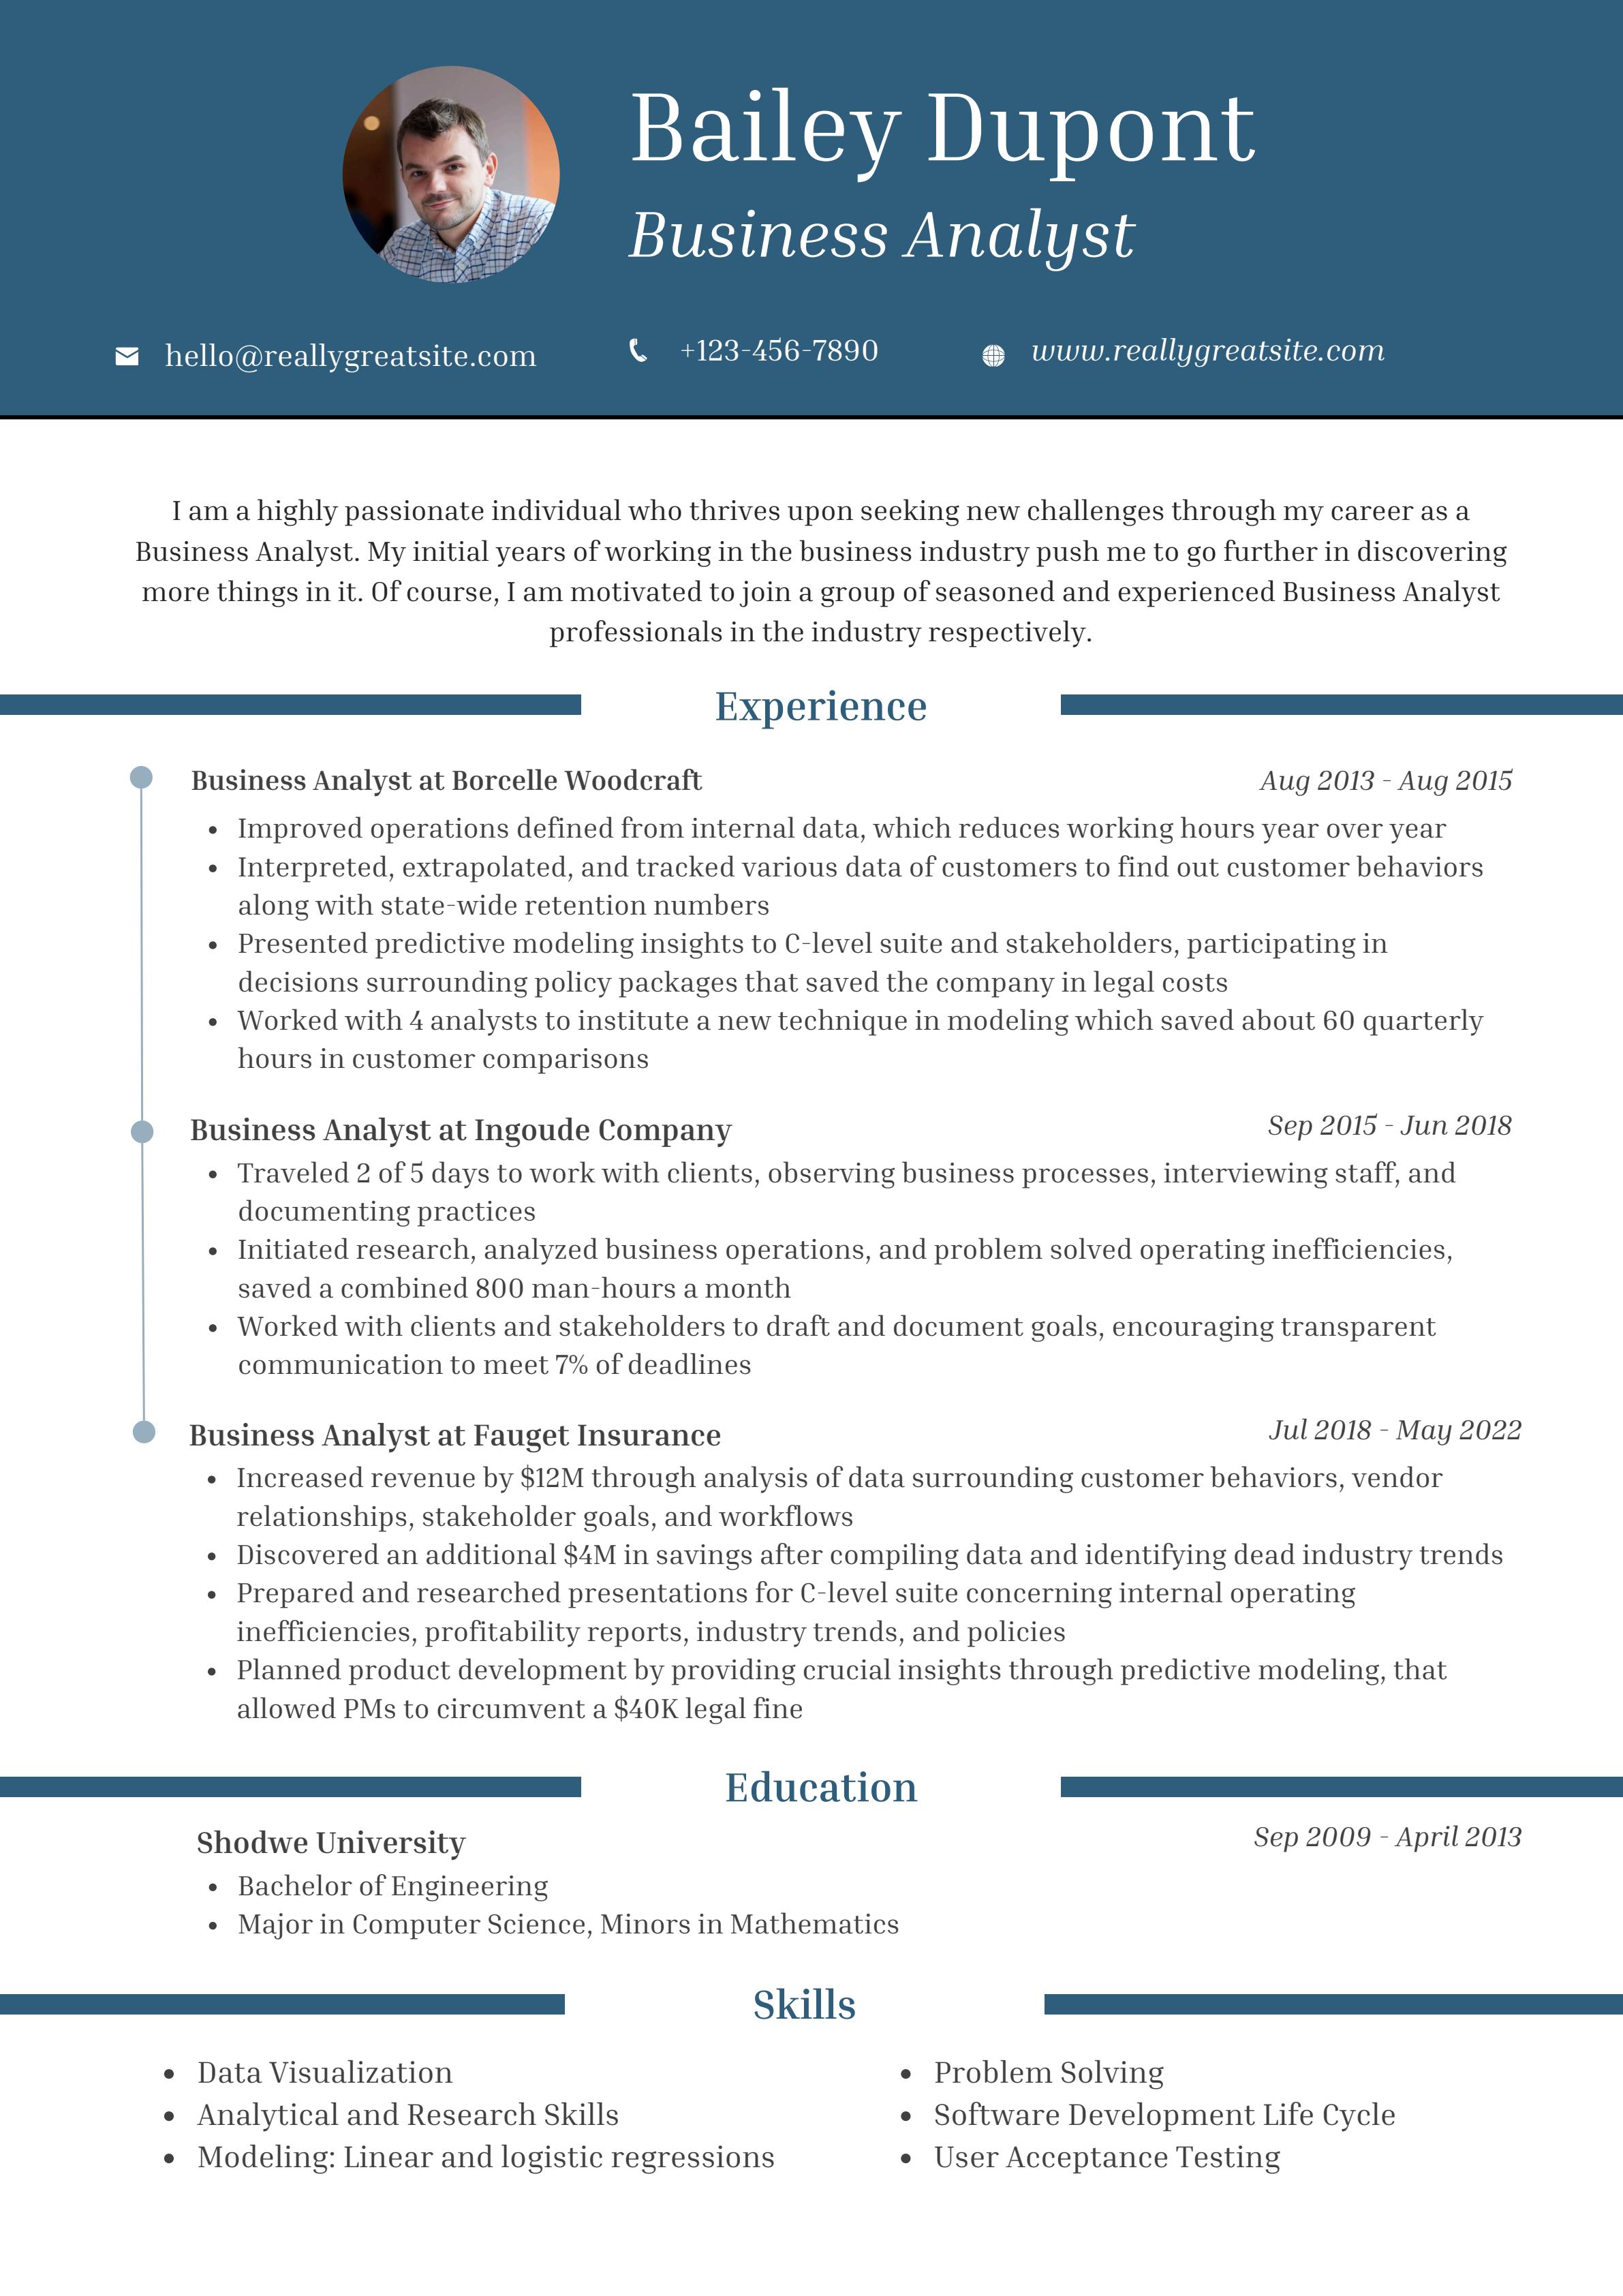 Bailey Dupont
Business Analyst
hello@reallygreatsite.com
+123-456-7890
www.reallygreatsite.com
I am a highly passionate individual who thrives upon seeking new challenges through my career as a
Business Analyst. My initial years of working in the business industry push me to go further in discovering
more things in it. Of course, I am motivated to join a group of seasoned and experienced Business Analyst
professionals in the industry respectively.
Experience
Business Analyst at Borcelle Woodcraft
Aug 2013 - Aug 2015
• Improved operations defined from internal data, which reduces working hours year over year
• Interpreted, extrapolated, and tracked various data of customers to find out customer behaviors
along with state-wide retention numbers
• Presented predictive modeling insights to C-level suite and stakeholders, participating in
decisions surrounding policy packages that saved the company in legal costs
• Worked with 4 analysts to institute a new technique in modeling which saved about 60 quarterly
hours in customer comparisons
Business Analyst at Ingoude Company
Sep 2015 - Jun 2018
• Traveled 2 of 5 days to work with clients, observing business processes, interviewing staff, and
documenting practices
• Initiated research, analyzed business operations, and problem solved operating inefficiencies,
saved a combined 800 man-hours a month
• Worked with clients and stakeholders to draft and document goals, encouraging transparent
communication to meet 7% of deadlines
Business Analyst at Fauget Insurance
Jul 2018 - May 2022
• Increased revenue by $12M through analysis of data surrounding customer behaviors, vendor
relationships, stakeholder goals, and workflows
• Discovered an additional $4M in savings after compiling data and identifying dead industry trends
• Prepared and researched presentations for C-level suite concerning internal operating
inefficiencies, profitability reports, industry trends, and policies
• Planned product development by providing crucial insights through predictive modeling, that
allowed PMs to circumvent a $40K legal fine
Education
Shodwe University
Sep 2009 - April 2013
• Bachelor of Engineering
• Major in Computer Science, Minors in Mathematics
Skills
• Data Visualization
• Analytical and Research Skills
• Modeling: Linear and logistic regressions
• Problem Solving
• Software Development Life Cycle
• User Acceptance Testing